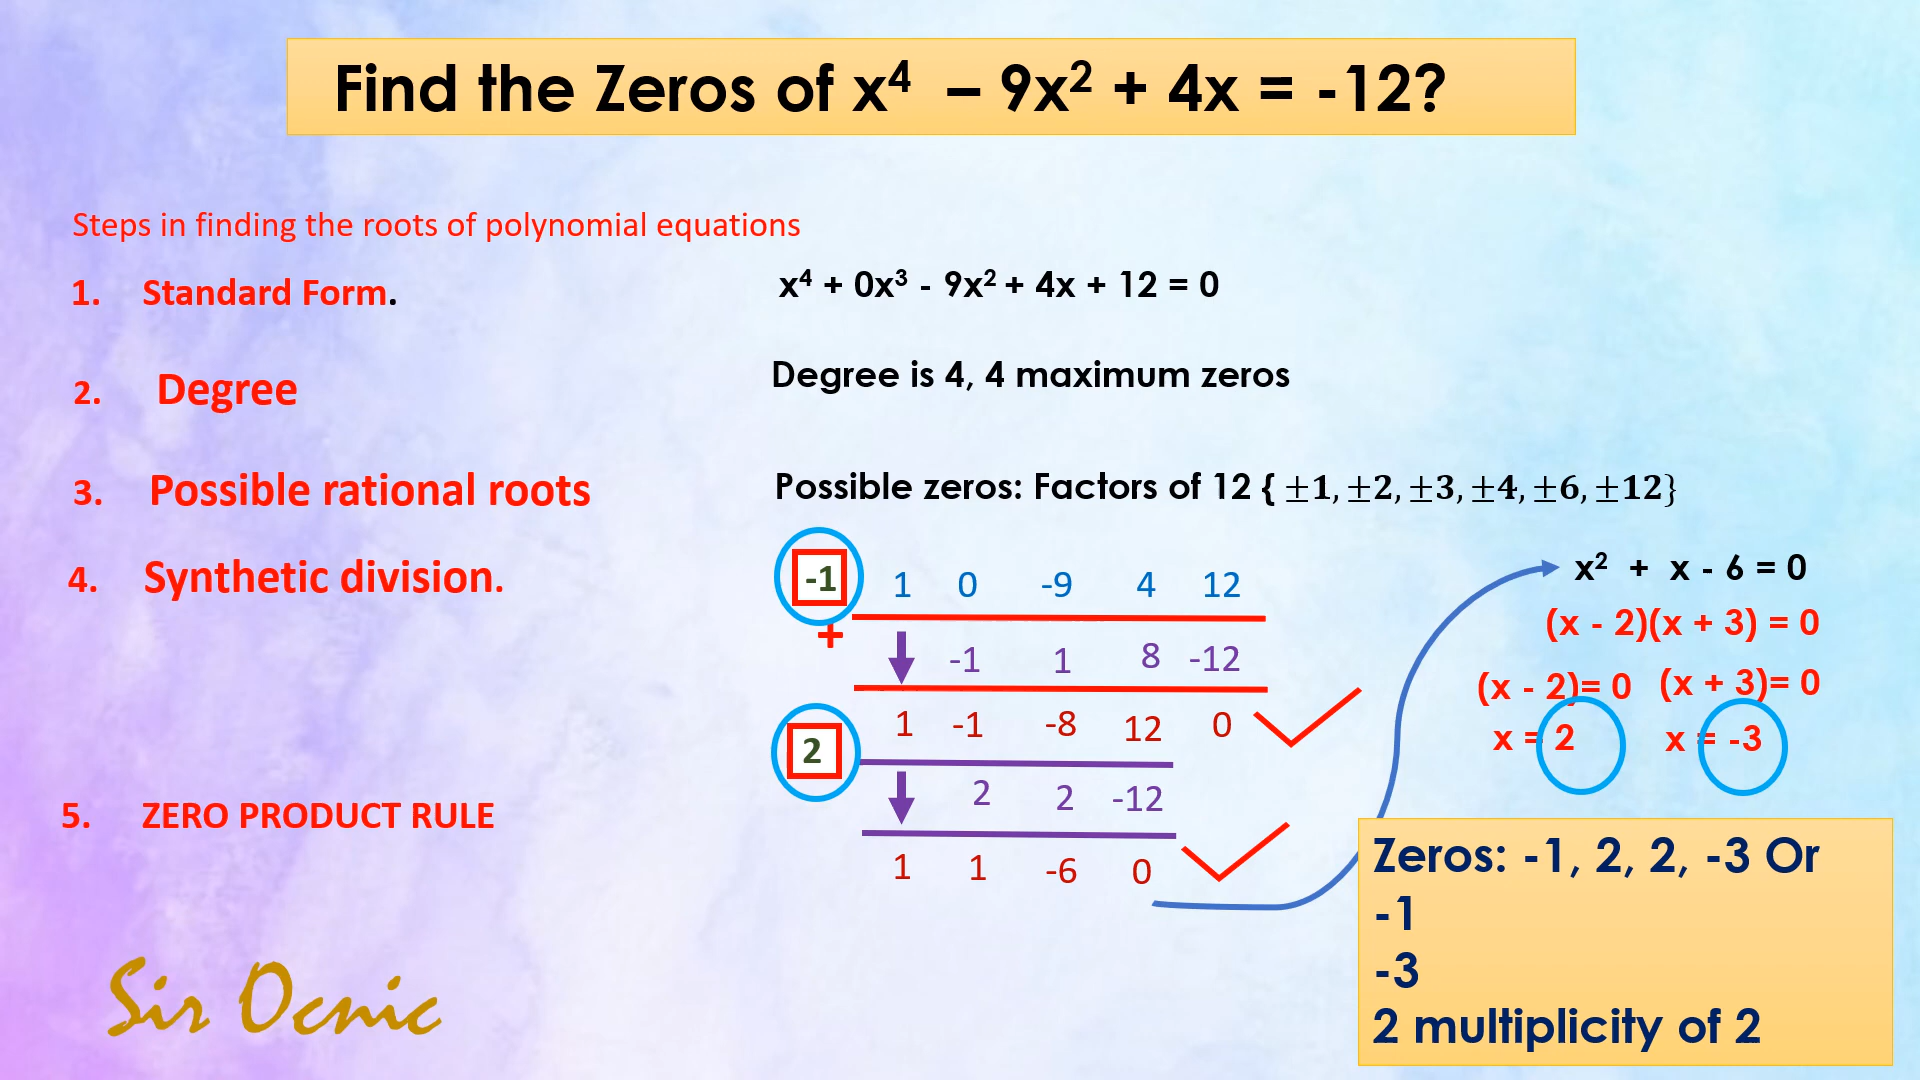 Find the Zeros of x⁴ – 9x² + 4x = -12?
Steps in finding the roots of polynomial equations
1. Standard Form.
x⁴ + 0x³ - 9x² + 4x + 12 = 0
2. Degree
Degree is 4, 4 maximum zeros
3. Possible rational roots
Possible zeros: Factors of 12 { ±1, ±2, ±3, ±4, ±6, ±12}
4. Synthetic division.
-1 1 0 -9 4 12
+
-1 1 8 -12
1 -1 -8 12 0
2
2 2 -12
1 1 -6 0
x² + x - 6 = 0
(x - 2)(x + 3) = 0
(x - 2)= 0 (x + 3)= 0
x = 2 x = -3
5. ZERO PRODUCT RULE
Zeros: -1, 2, 2, -3 Or
-1
-3
2 multiplicity of 2
Sir Ocnic